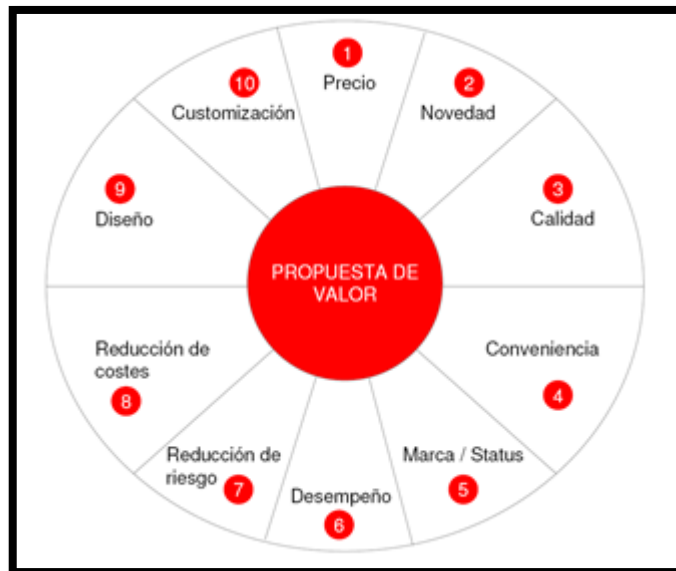 1
Precio
2
Novedad
3
Calidad
Conveniencia
4
Marca / Status
5
Desempeño
6
Reducción de
riesgo
7
Reducción de
costes
8
9
Diseño
10
Customización
PROPUESTA DE
VALOR